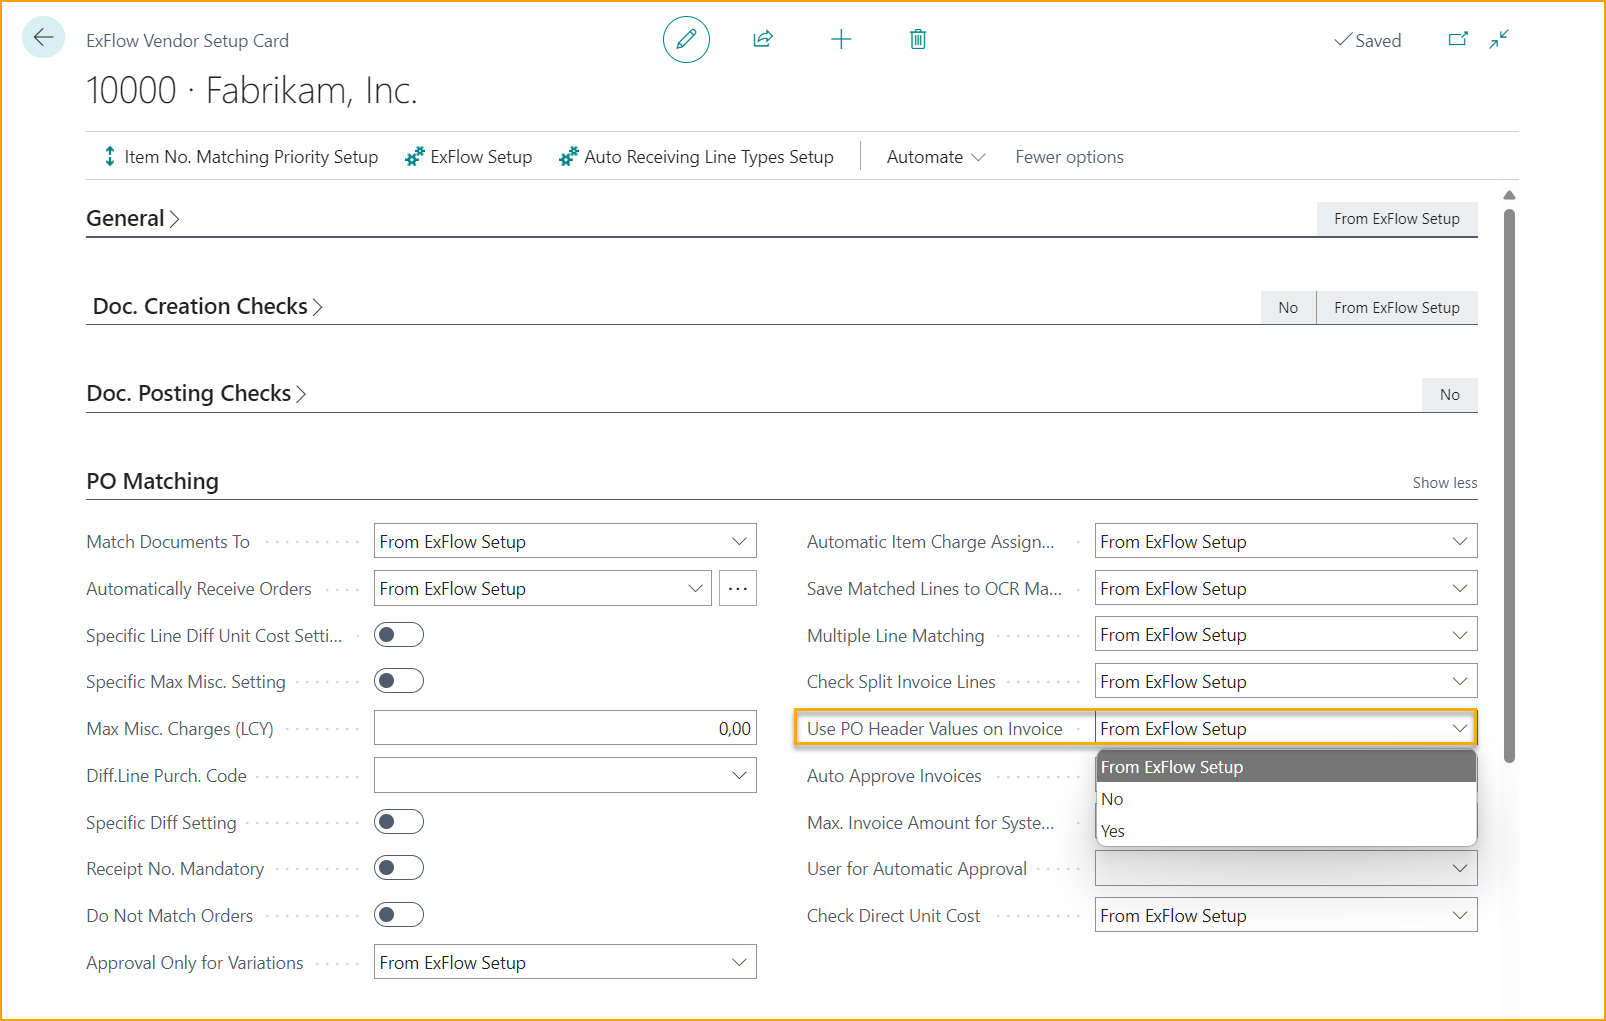 ExFlow Vendor Setup Card
Saved
10000 · Fabrikam, Inc.
Item No. Matching Priority Setup
ExFlow Setup
Auto Receiving Line Types Setup
Automate
Fewer options
General
From ExFlow Setup
Doc. Creation Checks
No
From ExFlow Setup
Doc. Posting Checks
No
PO Matching
Show less
Match Documents To
From ExFlow Setup
Automatically Receive Orders
From ExFlow Setup
...
Specific Line Diff Unit Cost Setti...
Specific Max Misc. Setting
Max Misc. Charges (LCY)
0,00
Diff.Line Purch. Code
Specific Diff Setting
Receipt No. Mandatory
Do Not Match Orders
Approval Only for Variations
From ExFlow Setup
Automatic Item Charge Assign...
From ExFlow Setup
Save Matched Lines to OCR Ma...
From ExFlow Setup
Multiple Line Matching
From ExFlow Setup
Check Split Invoice Lines
From ExFlow Setup
Use PO Header Values on Invoice
From ExFlow Setup
From ExFlow Setup
No
Yes
Auto Approve Invoices
Max. Invoice Amount for Syste...
User for Automatic Approval
Check Direct Unit Cost
From ExFlow Setup